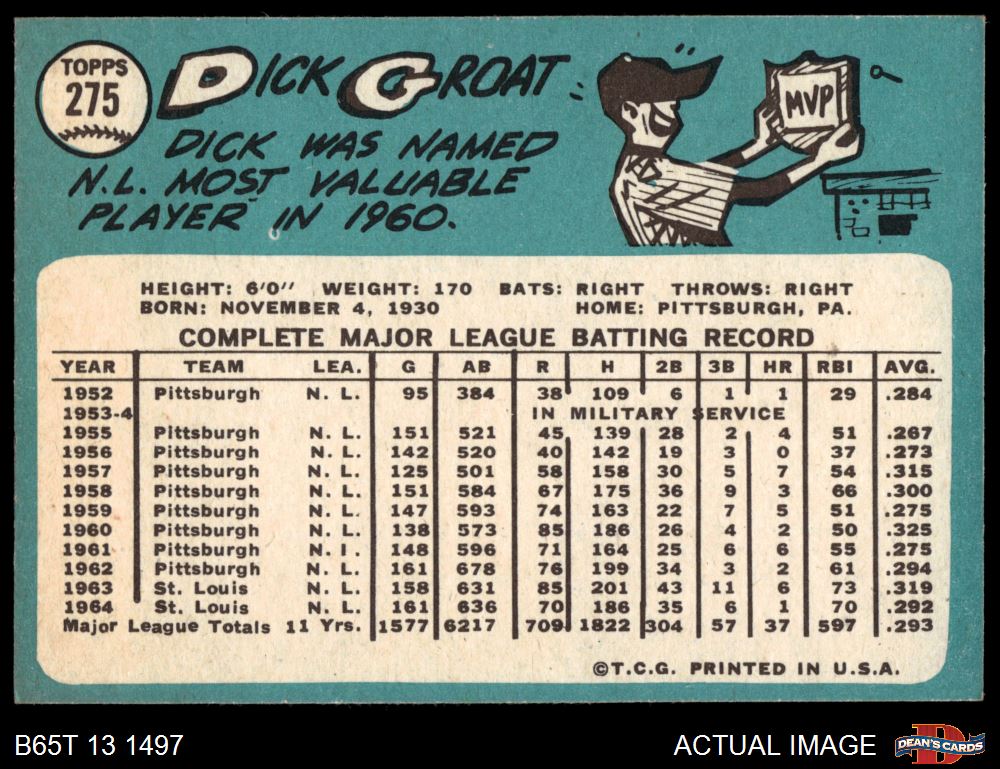 TOPPS
275
DICK GROAT
DICK WAS NAMED
N.L. MOST VALUABLE
PLAYER IN 1960.
MVP
HEIGHT: 6'0'' WEIGHT: 170 BATS: RIGHT THROWS: RIGHT
BORN: NOVEMBER 4, 1930 HOME: PITTSBURGH, PA.
COMPLETE MAJOR LEAGUE BATTING RECORD
YEAR TEAM LEA. G AB R H 2B 3B HR RBI AVG.
1952 Pittsburgh N. L. 95 384 38 109 6 1 1 29 .284
1953-4 IN MILITARY SERVICE
1955 Pittsburgh N. L. 151 521 45 139 28 2 4 51 .267
1956 Pittsburgh N. L. 142 520 40 142 19 3 0 37 .273
1957 Pittsburgh N. L. 125 501 58 158 30 5 7 54 .315
1958 Pittsburgh N. L. 151 584 67 175 36 9 3 66 .300
1959 Pittsburgh N. L. 147 593 74 163 22 7 5 51 .275
1960 Pittsburgh N. L. 138 573 85 186 26 4 2 50 .325
1961 Pittsburgh N. L. 148 596 71 164 25 6 6 55 .275
1962 Pittsburgh N. L. 161 678 76 199 34 3 2 61 .294
1963 St. Louis N. L. 158 631 85 201 43 11 6 73 .319
1964 St. Louis N. L. 161 636 70 186 35 6 1 70 .292
Major League Totals 11 Yrs. 1577 6217 709 1822 304 57 37 597 .293
©T.C.G. PRINTED IN U.S.A.
B65T 13 1497 ACTUAL IMAGE D DEAN'S CARDS